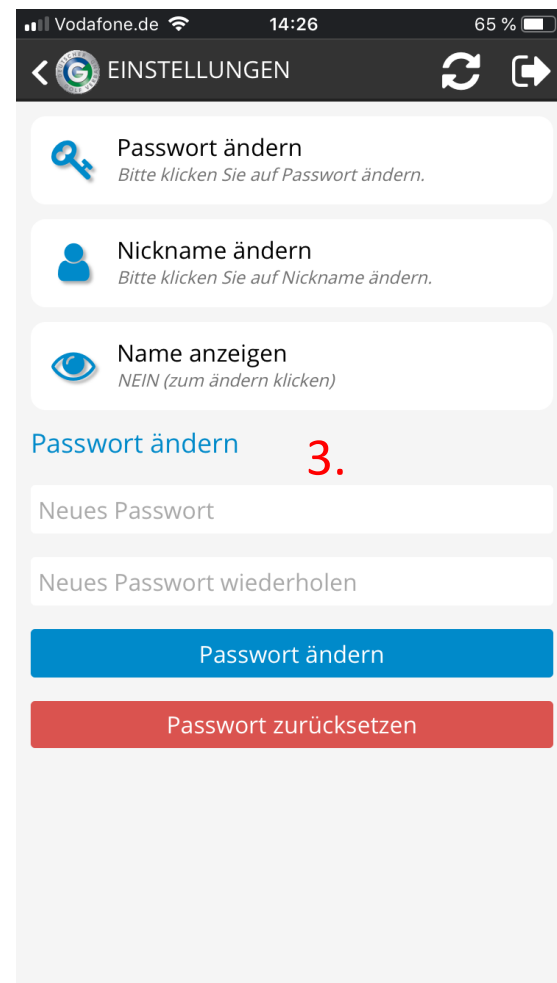 Vodafone.de 14:26 65 %
EINSTELLUNGEN
Passwort ändern
Bitte klicken Sie auf Passwort ändern.
Nickname ändern
Bitte klicken Sie auf Nickname ändern.
Name anzeigen
NEIN (zum ändern klicken)
Passwort ändern
3.
Neues Passwort
Neues Passwort wiederholen
Passwort ändern
Passwort zurücksetzen